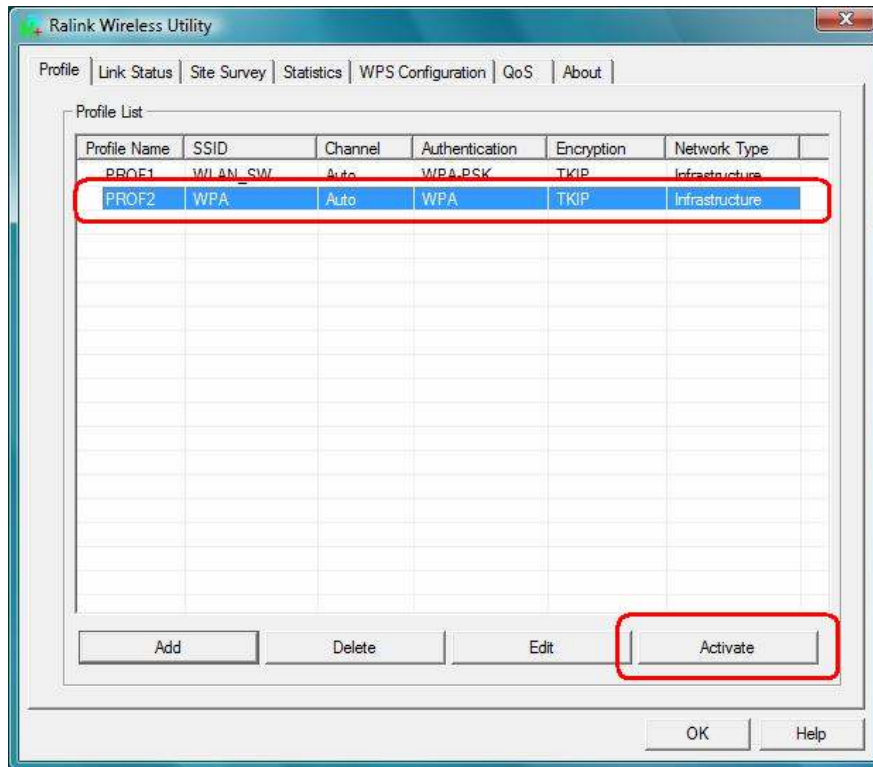 Ralink Wireless Utility
Profile Link Status Site Survey Statistics WPS Configuration QoS About
Profile List
Profile Name SSID Channel Authentication Encryption Network Type
PROF1 WLAN_SW Auto WPA-PSK TKIP Infrastructure
PROF2 WPA Auto WPA TKIP Infrastructure
Add Delete Edit Activate
OK Help